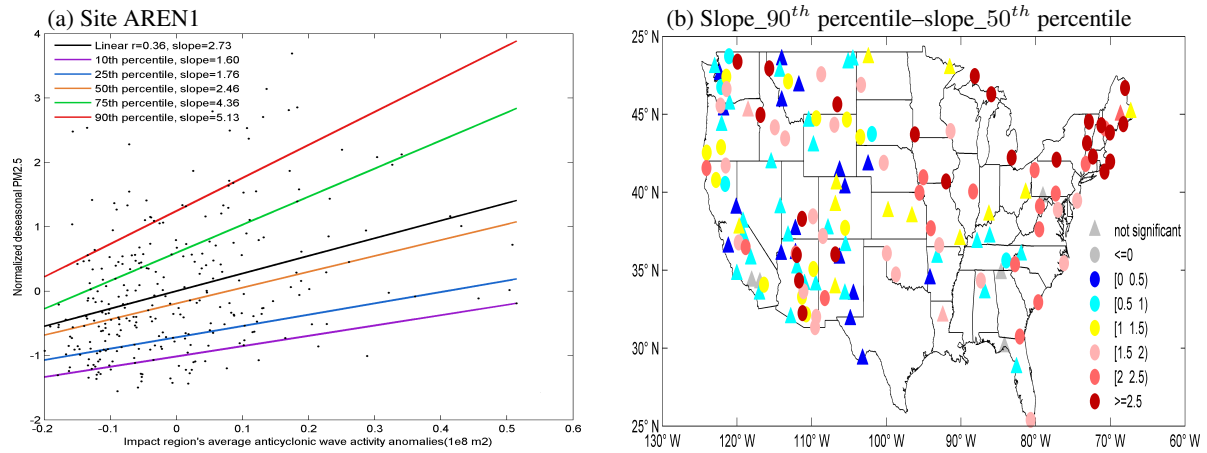 (a) Site AREN1
Linear r=0.36, slope=2.73
10th percentile, slope=1.60
25th percentile, slope=1.76
50th percentile, slope=2.46
75th percentile, slope=4.36
90th percentile, slope=5.13
Normalized deseasonal PM2.5
4
3
2
1
0
-1
-2
-0.2
-0.1
0
0.1
0.2
0.3
0.4
0.5
0.6
Impact region's average anticyclonic wave activity anomalies(1e8 m2)
(b) Slope_90th percentile–slope_50th percentile
25° N
50° N
45° N
40° N
35° N
30° N
25° N
130° W
120° W
110° W
100° W
90° W
80° W
70° W
60° W
not significant
<=0
[0 0.5)
[0.5 1)
[1 1.5)
[1.5 2)
[2 2.5)
>=2.5